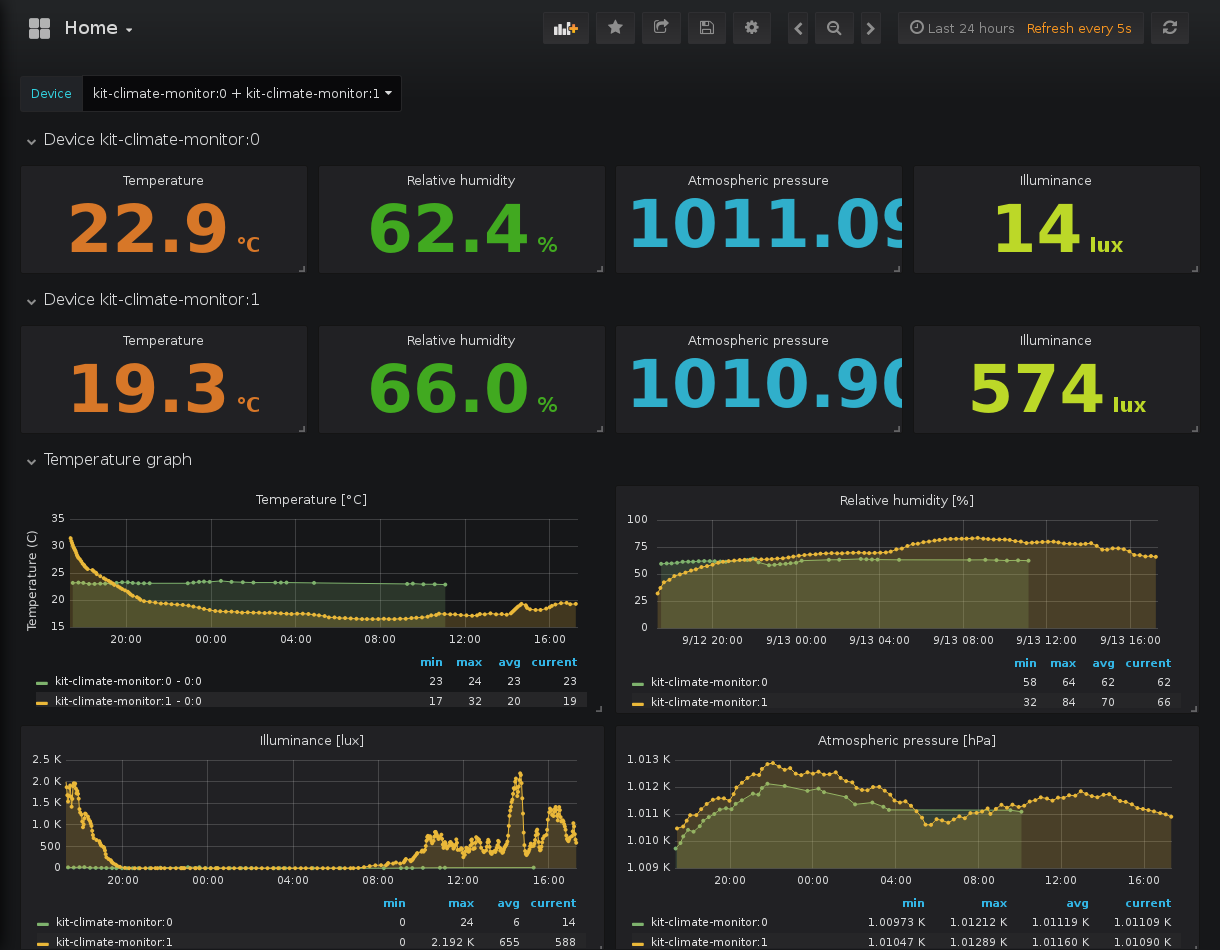 Home
Last 24 hours Refresh every 5s
Device kit-climate-monitor:0 + kit-climate-monitor:1
Device kit-climate-monitor:0
Temperature Relative humidity Atmospheric pressure Illuminance
22.9 °C 62.4 % 1011.09 14 lux
Device kit-climate-monitor:1
Temperature Relative humidity Atmospheric pressure Illuminance
19.3 °C 66.0 % 1010.90 574 lux
Temperature graph
Temperature [°C]
Temperature (C)
35
30
25
20
15
20:00 00:00 04:00 08:00 12:00 16:00
min max avg current
kit-climate-monitor:0 - 0:0 23 24 23 23
kit-climate-monitor:1 - 0:0 17 32 20 19
Relative humidity [%]
100
75
50
25
0
9/12 20:00 9/13 00:00 9/13 04:00 9/13 08:00 9/13 12:00 9/13 16:00
min max avg current
kit-climate-monitor:0 58 64 62 62
kit-climate-monitor:1 32 84 70 66
Illuminance [lux]
2.5 K
2.0 K
1.5 K
1.0 K
500
0
20:00 00:00 04:00 08:00 12:00 16:00
min max avg current
kit-climate-monitor:0 0 24 6 14
kit-climate-monitor:1 0 2.192 K 655 588
Atmospheric pressure [hPa]
1.013 K
1.012 K
1.011 K
1.010 K
1.009 K
20:00 00:00 04:00 08:00 12:00 16:00
min max avg current
kit-climate-monitor:0 1.00973 K 1.01212 K 1.01119 K 1.01109 K
kit-climate-monitor:1 1.01047 K 1.01289 K 1.01160 K 1.01090 K